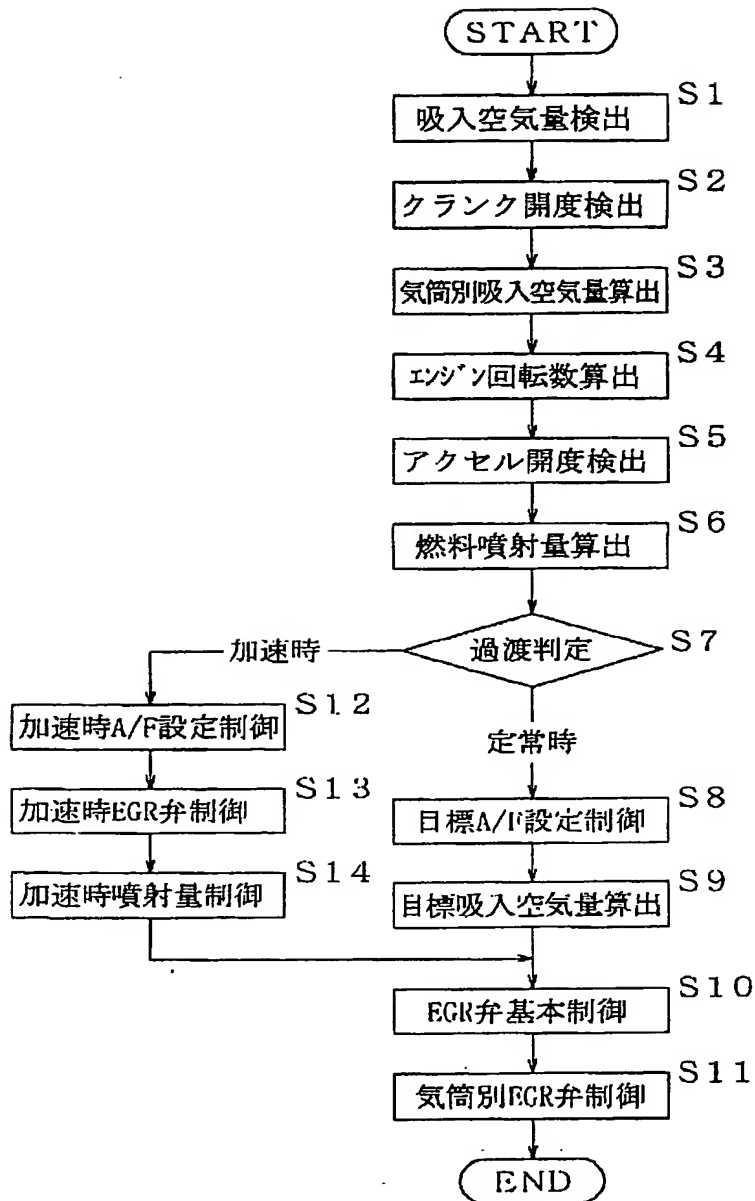 START
S1
吸入空気量検出
S2
クランク開度検出
S3
気筒別吸入空気量算出
S4
エンジン回転数算出
S5
アクセル開度検出
S6
燃料噴射量算出
S7
過渡判定
加速時
定常時
S12
加速時A/F設定制御
S13
加速時EGR弁制御
S14
加速時噴射量制御
S8
目標A/F設定制御
S9
目標吸入空気量算出
S10
EGR弁基本制御
S11
気筒別EGR弁制御
END